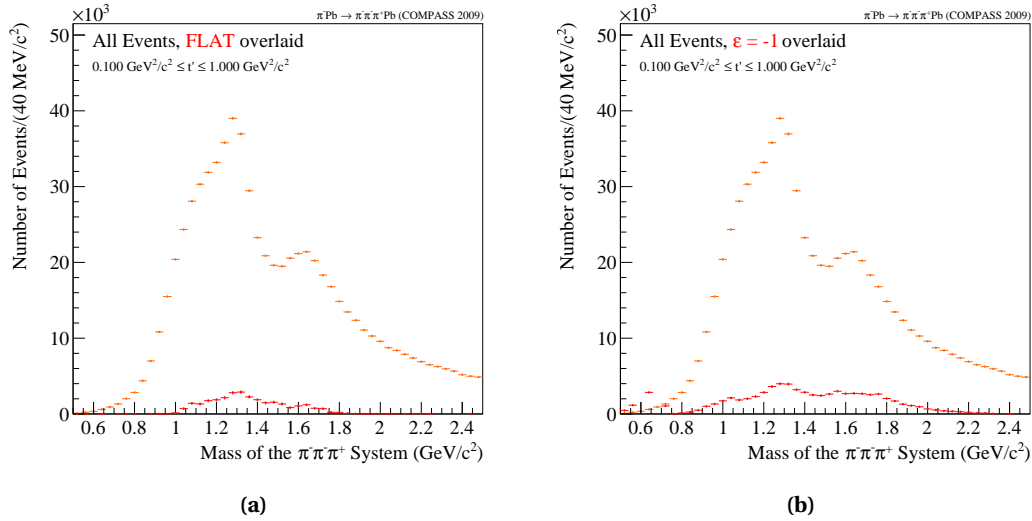 π⁻Pb → π⁻π⁻π⁺Pb (COMPASS 2009)
×10³
All Events, FLAT overlaid
0.100 GeV²/c² ≤ t' ≤ 1.000 GeV²/c²
Number of Events/(40 MeV/c²)
50
40
30
20
10
0
0.6 0.8 1 1.2 1.4 1.6 1.8 2 2.2 2.4
Mass of the π⁻π⁻π⁺ System (GeV/c²)
(a)
π⁻Pb → π⁻π⁻π⁺Pb (COMPASS 2009)
×10³
All Events, ε = -1 overlaid
0.100 GeV²/c² ≤ t' ≤ 1.000 GeV²/c²
Number of Events/(40 MeV/c²)
50
40
30
20
10
0
0.6 0.8 1 1.2 1.4 1.6 1.8 2 2.2 2.4
Mass of the π⁻π⁻π⁺ System (GeV/c²)
(b)